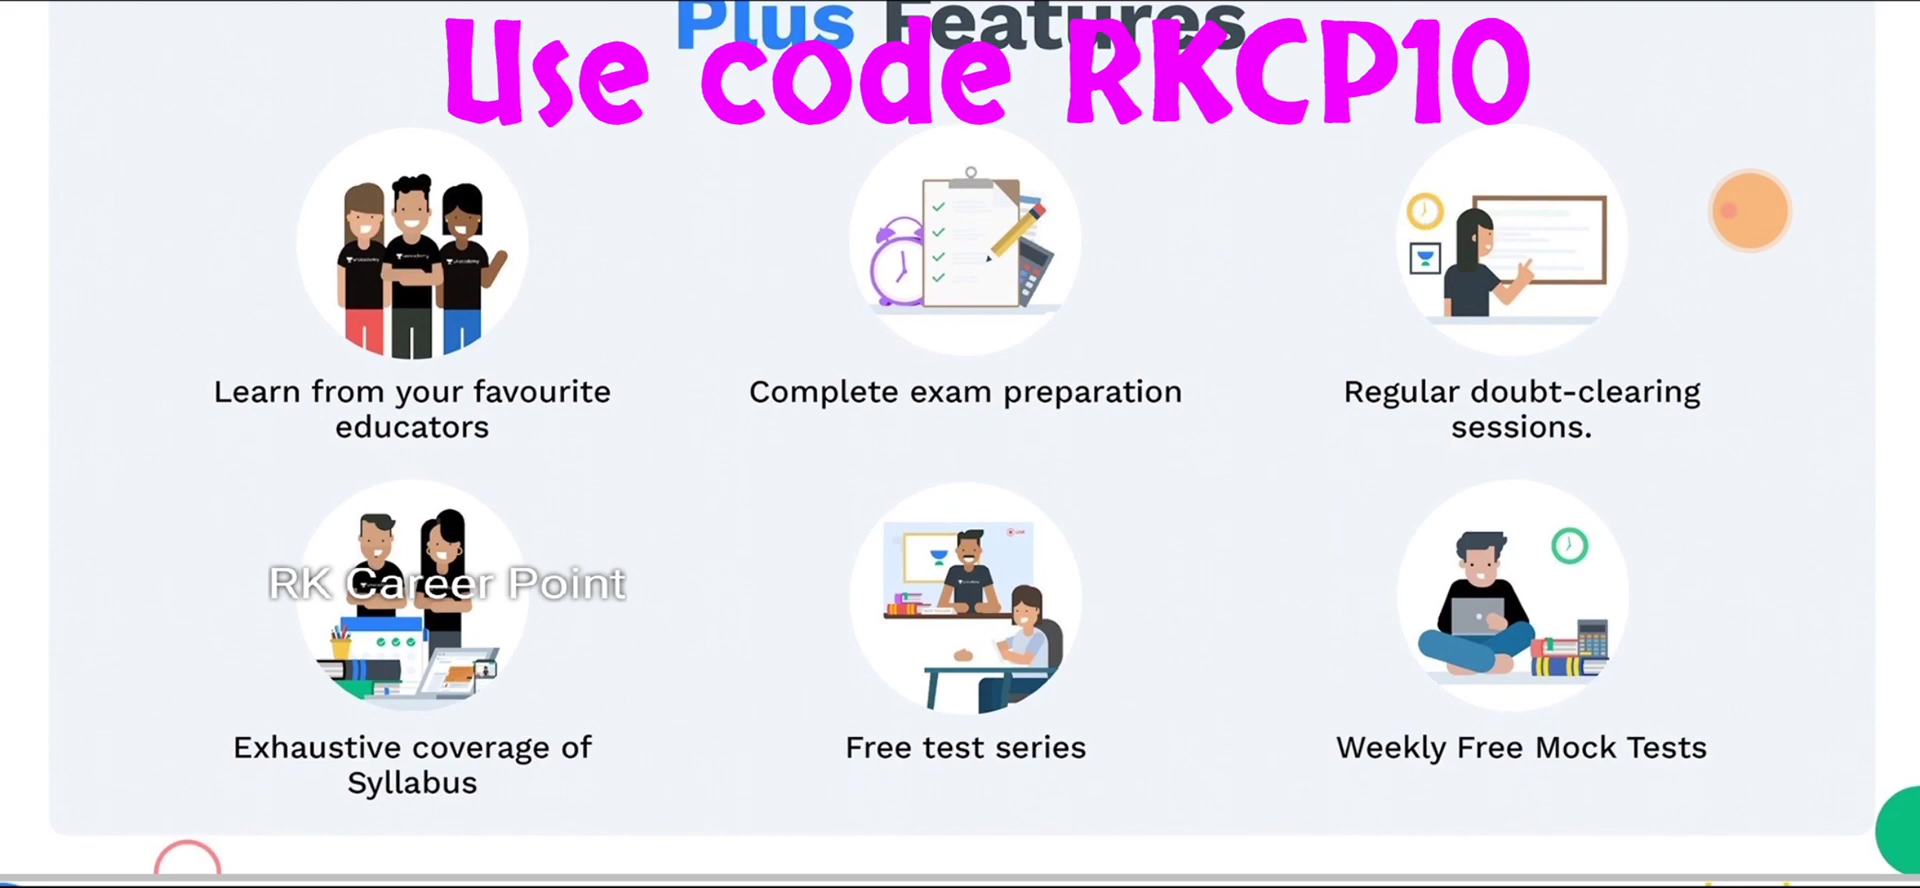 Plus Features
Use code RKCP10
Learn from your favourite
educators
Complete exam preparation
Regular doubt-clearing
sessions.
RK Career Point
Exhaustive coverage of
Syllabus
Free test series
Weekly Free Mock Tests